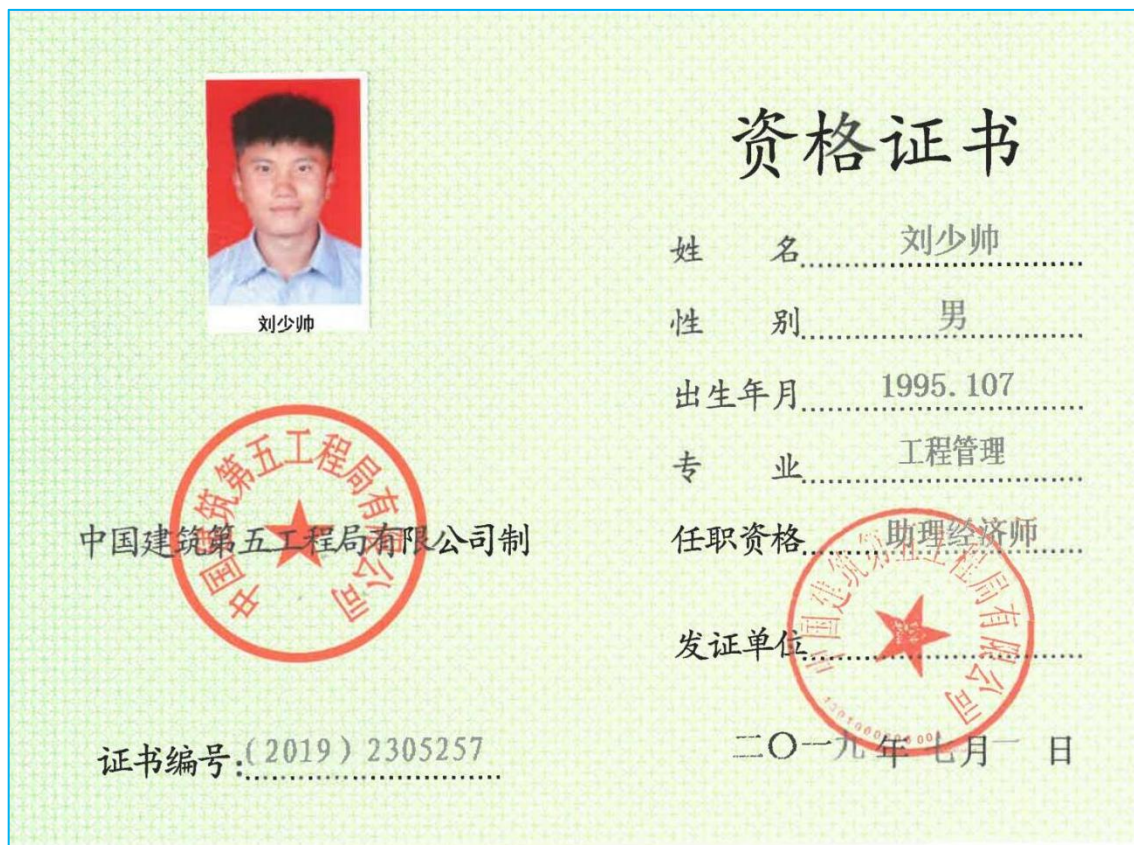 刘少帅
中国建筑第五工程局有限公司
中国建筑第五工程局有限公司制
证书编号:(2019)2305257
资格证书
姓 名 刘少帅
性 别 男
出生年月 1995.107
专 业 工程管理
任职资格 助理经济师
发证单位
中国建筑第五工程局有限公司
二〇一九年七月一日